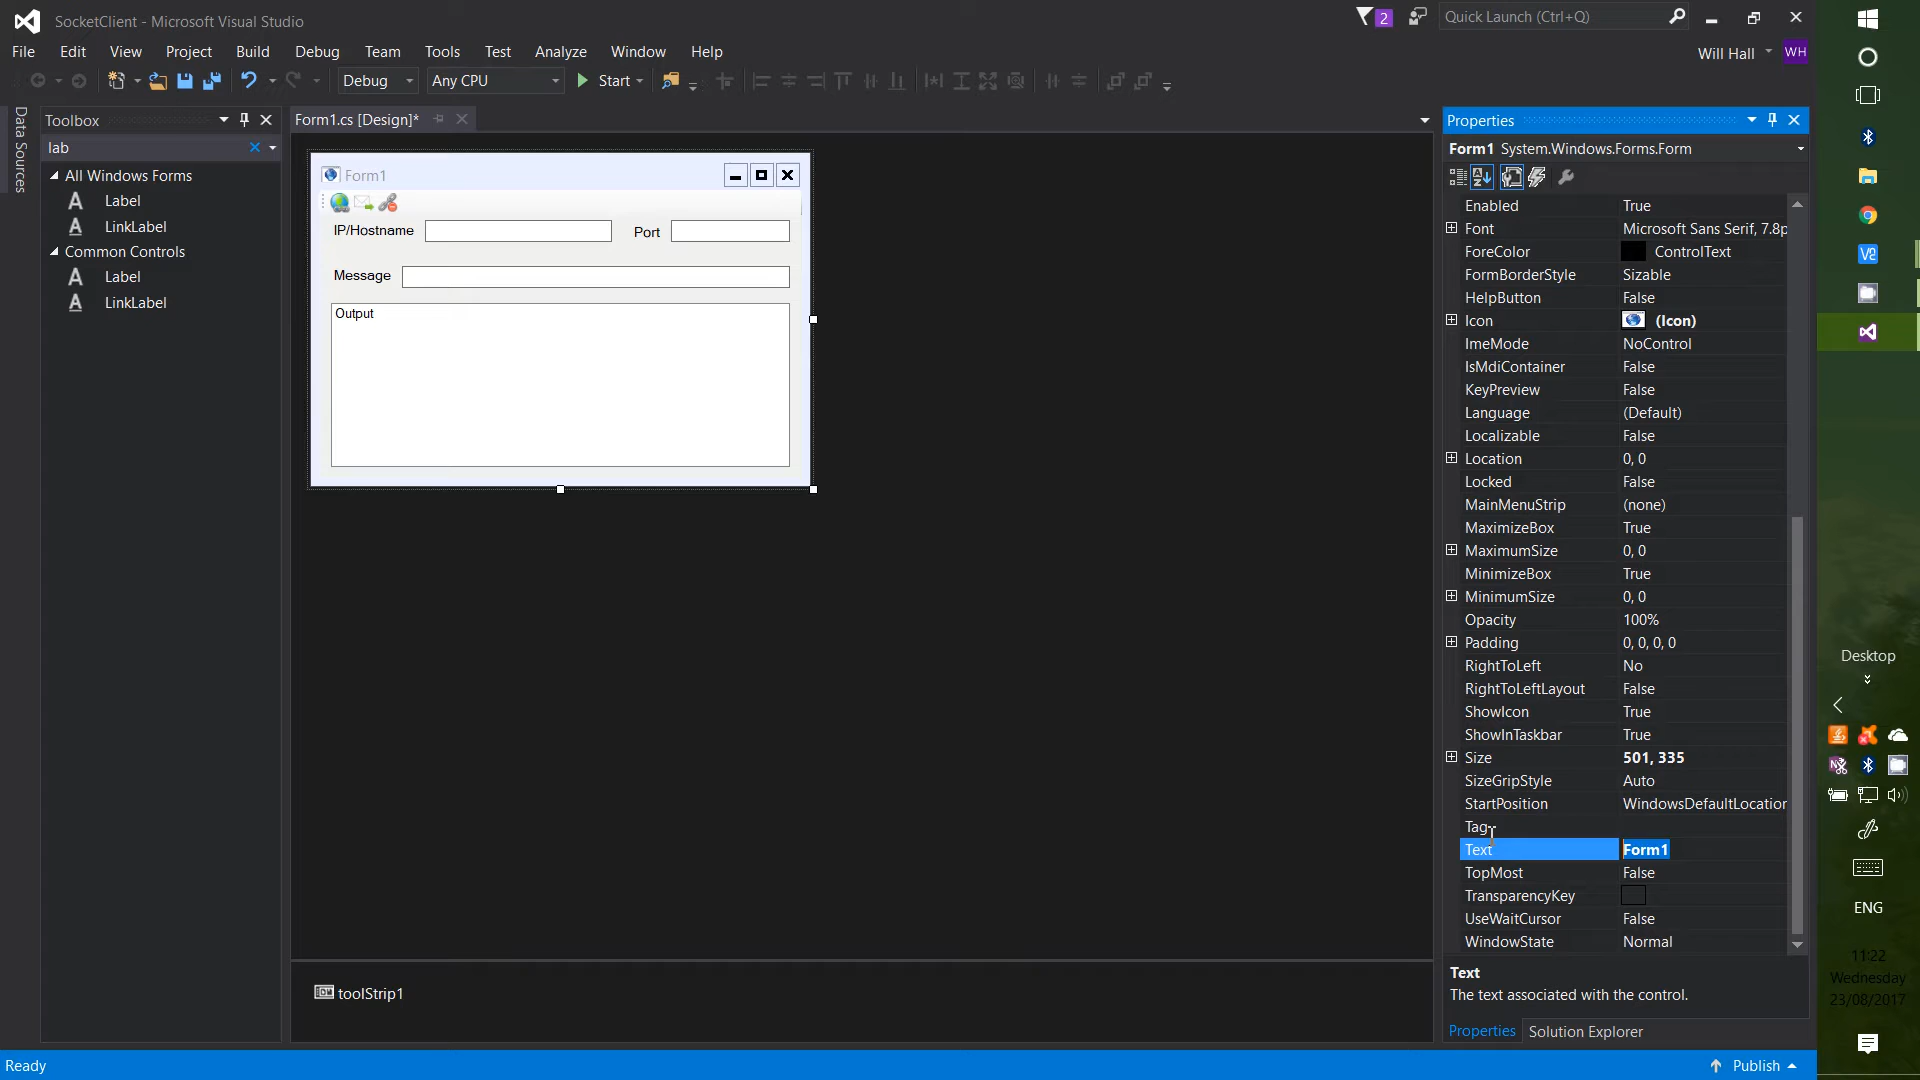 SocketClient - Microsoft Visual Studio
2
Quick Launch (Ctrl+Q)
File Edit View Project Build Debug Team Tools Test Analyze Window Help
Will Hall WH
Debug Any CPU Start
Data Sources
Toolbox
lab
All Windows Forms
A Label
A LinkLabel
Common Controls
A Label
A LinkLabel
Form1.cs [Design]*
Form1
IP/Hostname Port
Message
Output
toolStrip1
Properties
Form1 System.Windows.Forms.Form
Enabled True
Font Microsoft Sans Serif, 7.8p
ForeColor ControlText
FormBorderStyle Sizable
HelpButton False
Icon (Icon)
ImeMode NoControl
IsMdiContainer False
KeyPreview False
Language (Default)
Localizable False
Location 0, 0
Locked False
MainMenuStrip (none)
MaximizeBox True
MaximumSize 0, 0
MinimizeBox True
MinimumSize 0, 0
Opacity 100%
Padding 0, 0, 0, 0
RightToLeft No
RightToLeftLayout False
ShowIcon True
ShowInTaskbar True
Size 501, 335
SizeGripStyle Auto
StartPosition WindowsDefaultLocation
Tag
Text Form1
TopMost False
TransparencyKey
UseWaitCursor False
WindowState Normal
Text
The text associated with the control.
Properties Solution Explorer
Ready
Publish
Desktop
ENG
11:22
Wednesday
23/08/2017